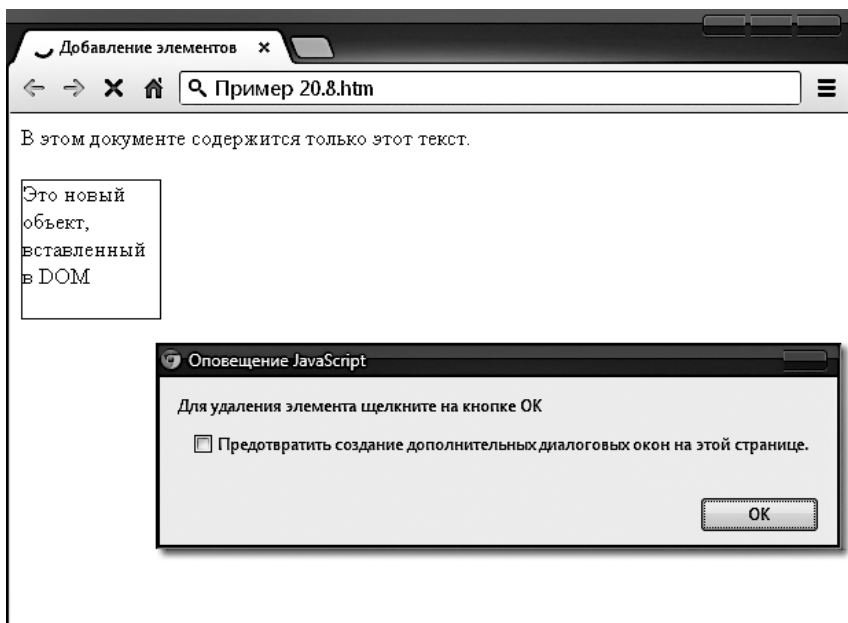 Добавление элементов
Пример 20.8.htm
В этом документе содержится только этот текст.
Это новый
объект,
вставленный
в DOM
Оповещение JavaScript
Для удаления элемента щелкните на кнопке OK
Предотвратить создание дополнительных диалоговых окон на этой странице.
OK